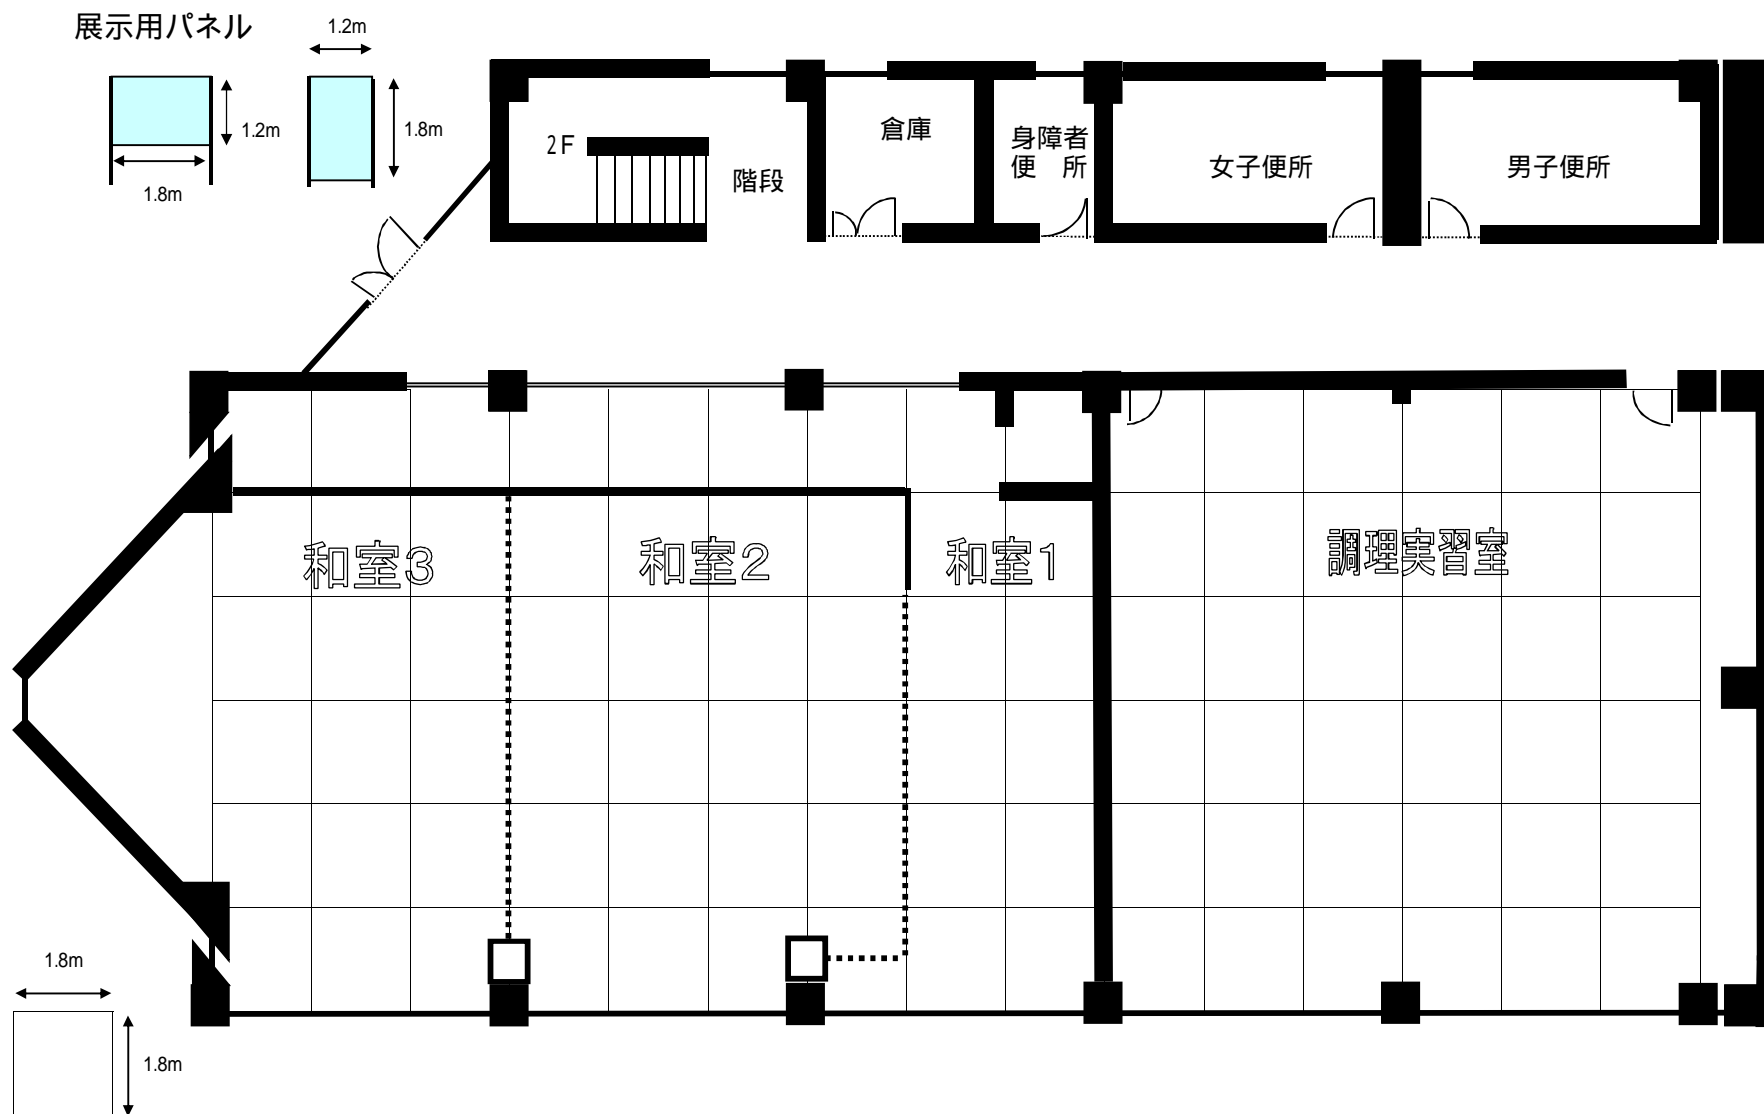 展示用パネル
1.2m
1.2m
1.8m
1.8m
2F
階段
倉庫
身障者
便　所
女子便所
男子便所
和室3
和室2
和室1
調理実習室
1.8m
1.8m